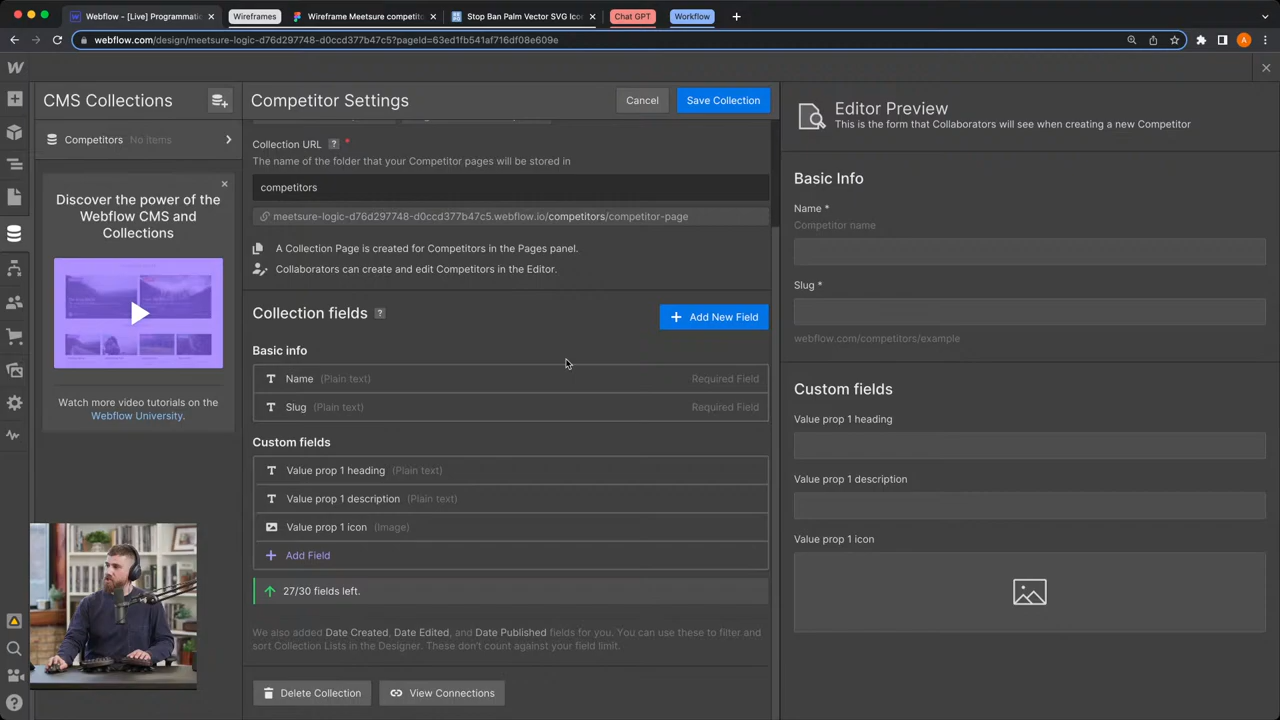 Webflow - [Live] Programmatic
Wireframes
Wireframe Meetsure competit
Stop Ban Palm Vector SVG Ico
Chat GPT
Workflow
webflow.com/design/meetsure-logic-d76d297748-d0ccd377b47c5?pageId=63ed1fb541af716df08e609e
A
CMS Collections
Competitors No items
Discover the power of the
Webflow CMS and
Collections
Watch more video tutorials on the
Webflow University.
Competitor Settings
Cancel
Save Collection
Collection URL ? *
The name of the folder that your Competitor pages will be stored in
competitors
meetsure-logic-d76d297748-d0ccd377b47c5.webflow.io/competitors/competitor-page
A Collection Page is created for Competitors in the Pages panel.
Collaborators can create and edit Competitors in the Editor.
Collection fields ?
+ Add New Field
Basic info
Name (Plain text) Required Field
Slug (Plain text) Required Field
Custom fields
Value prop 1 heading (Plain text)
Value prop 1 description (Plain text)
Value prop 1 icon (Image)
+ Add Field
27/30 fields left.
We also added Date Created, Date Edited, and Date Published fields for you. You can use these to filter and
sort Collection Lists in the Designer. These don't count against your field limit.
Delete Collection
View Connections
Editor Preview
This is the form that Collaborators will see when creating a new Competitor
Basic Info
Name *
Competitor name
Slug *
webflow.com/competitors/example
Custom fields
Value prop 1 heading
Value prop 1 description
Value prop 1 icon